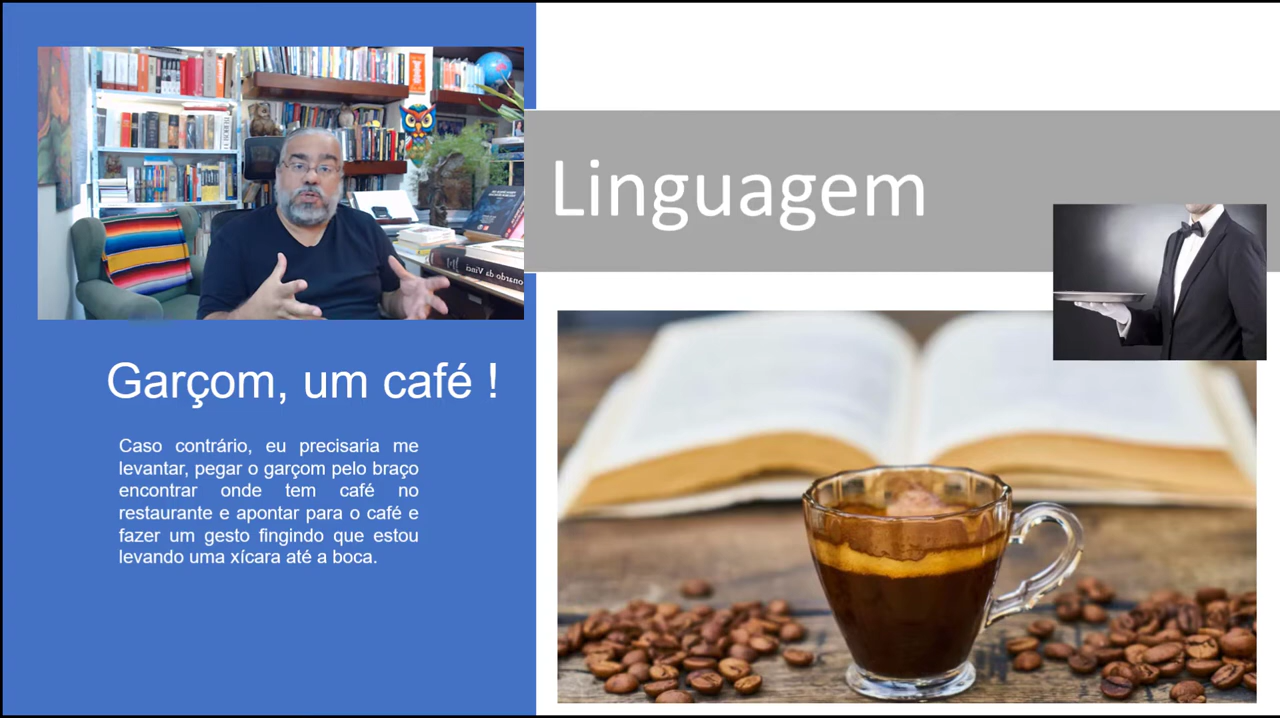 Linguagem
Garçom, um café !
Caso contrário, eu precisaria me
levantar, pegar o garçom pelo braço
encontrar onde tem café no
restaurante e apontar para o café e
fazer um gesto fingindo que estou
levando uma xícara até a boca.